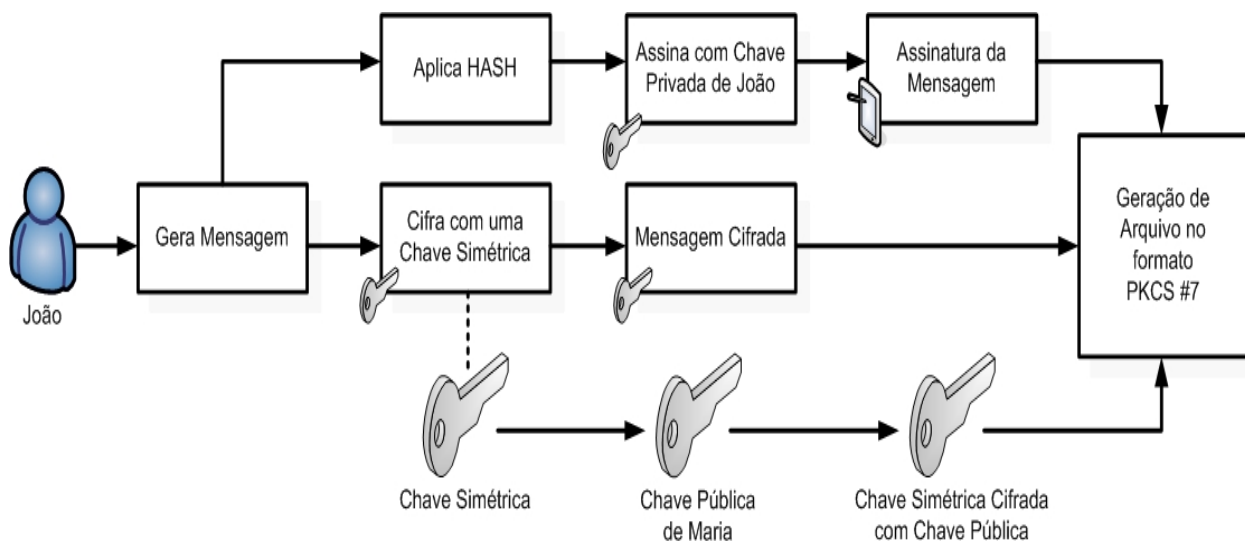 Aplica HASH
Assina com Chave
Privada de João
Assinatura da
Mensagem
João
Gera Mensagem
Cifra com uma
Chave Simétrica
Mensagem Cifrada
Geração de
Arquivo no
formato
PKCS #7
Chave Simétrica
Chave Pública
de Maria
Chave Simétrica Cifrada
com Chave Pública